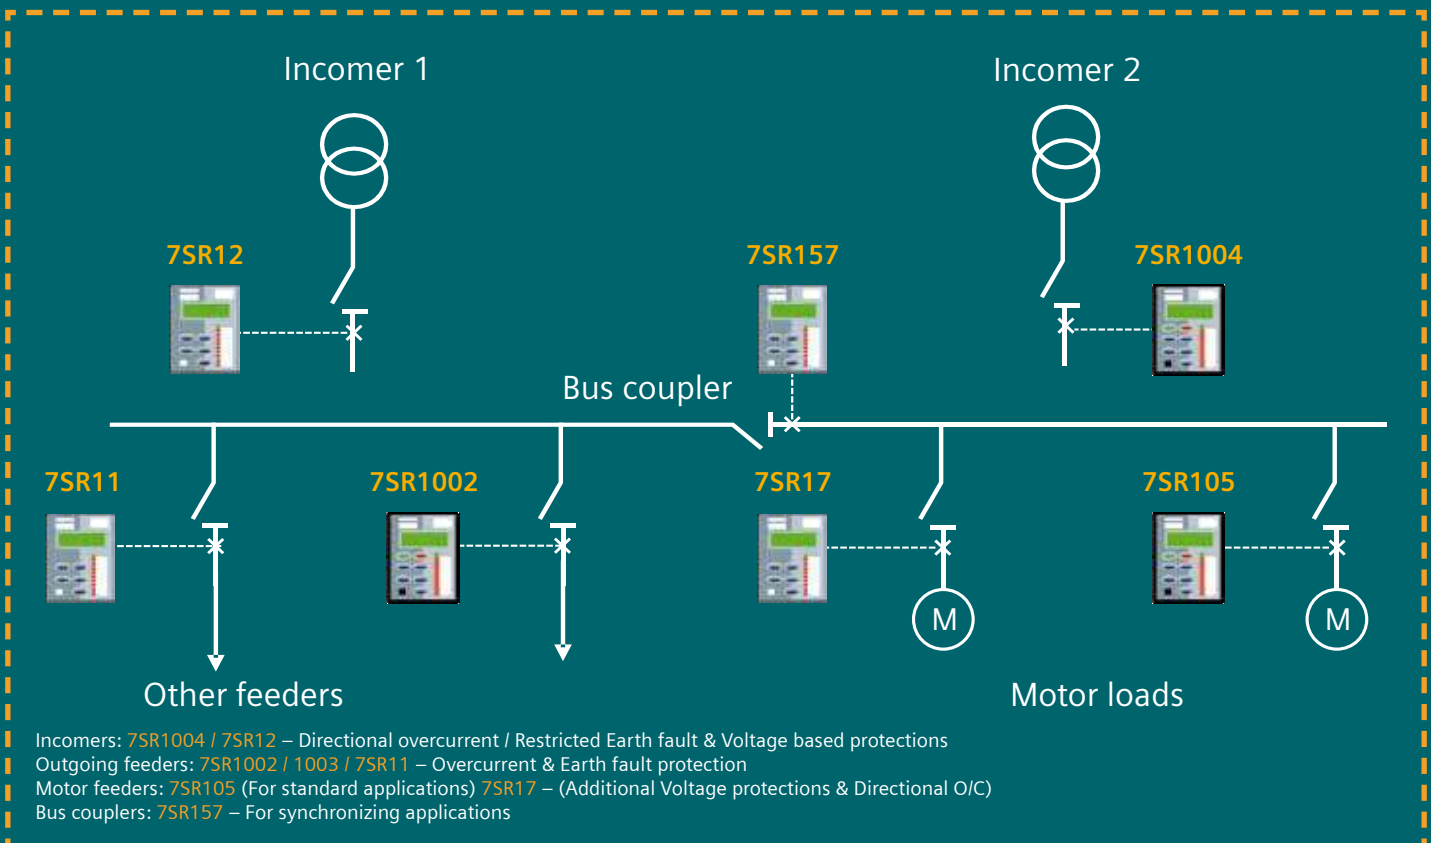 Incomer 1
Incomer 2
7SR12
7SR157
7SR1004
Bus coupler
7SR11
7SR1002
7SR17
7SR105
M
M
Other feeders
Motor loads
Incomers: 7SR1004 / 7SR12 – Directional overcurrent / Restricted Earth fault & Voltage based protections
Outgoing feeders: 7SR1002 / 1003 / 7SR11 – Overcurrent & Earth fault protection
Motor feeders: 7SR105 (For standard applications) 7SR17 – (Additional Voltage protections & Directional O/C)
Bus couplers: 7SR157 – For synchronizing applications